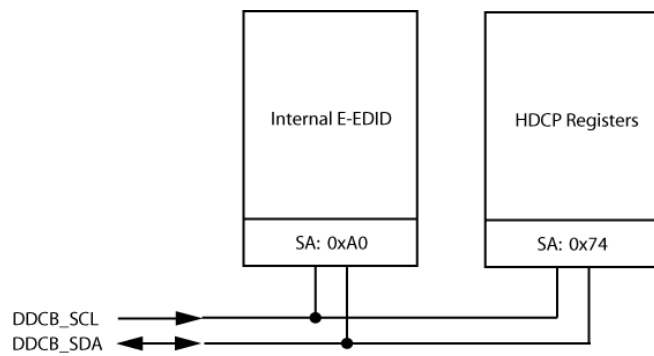 Internal E-EDID
HDCP Registers
SA: 0xA0
SA: 0x74
DDCB_SCL
DDCB_SDA